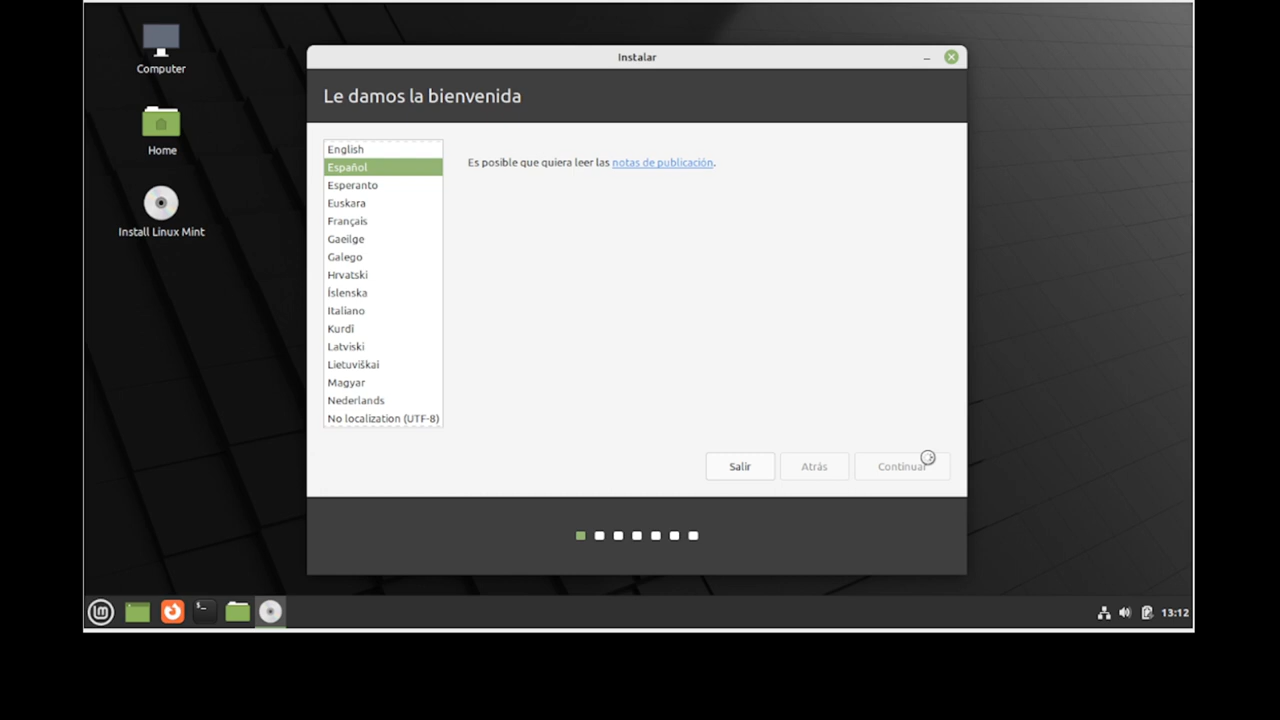 Computer
Home
Install Linux Mint
Instalar
Le damos la bienvenida
English
Español
Esperanto
Euskara
Français
Gaeilge
Galego
Hrvatski
Íslenska
Italiano
Kurdî
Latviski
Lietuviškai
Magyar
Nederlands
No localization (UTF-8)
Es posible que quiera leer las notas de publicación.
Salir
Atrás
Continuar
13:12